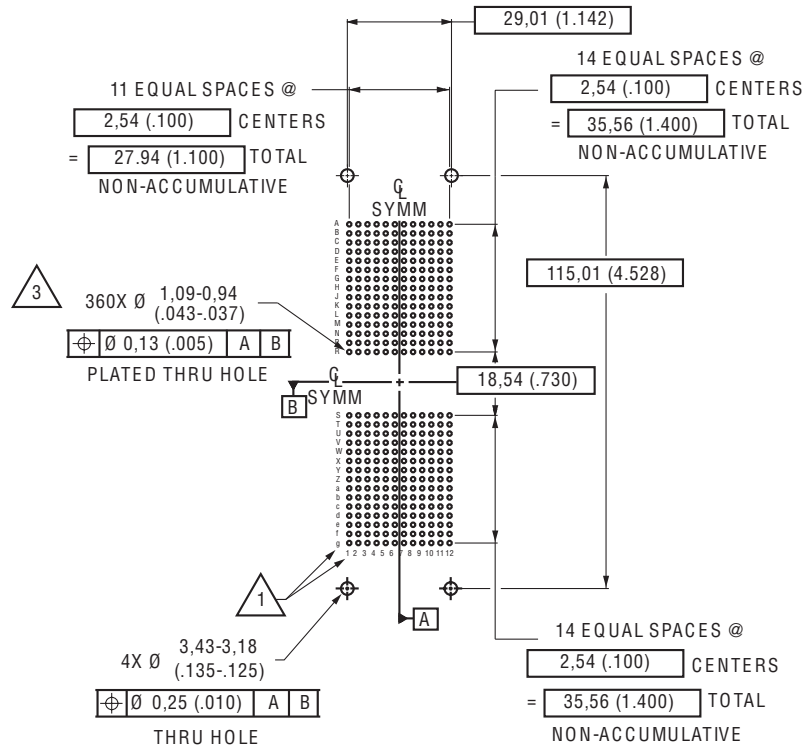 29,01 (1.142)
11 EQUAL SPACES @
2,54 (.100) CENTERS
= 27.94 (1.100) TOTAL
NON-ACCUMULATIVE
14 EQUAL SPACES @
2,54 (.100) CENTERS
= 35,56 (1.400) TOTAL
NON-ACCUMULATIVE
CL
SYMM
A
B
C
D
E
F
G
H
J
K
L
M
N
P
R
115,01 (4.528)
3
360X Ø 1,09-0,94
(.043-.037)
Ø 0,13 (.005) A B
PLATED THRU HOLE
CL
SYMM
B
18,54 (.730)
S
T
U
V
W
X
Y
Z
a
b
c
d
e
f
g
1 2 3 4 5 6 7 8 9 10 11 12
1
A
4X Ø 3,43-3,18
(.135-.125)
Ø 0,25 (.010) A B
THRU HOLE
14 EQUAL SPACES @
2,54 (.100) CENTERS
= 35,56 (1.400) TOTAL
NON-ACCUMULATIVE